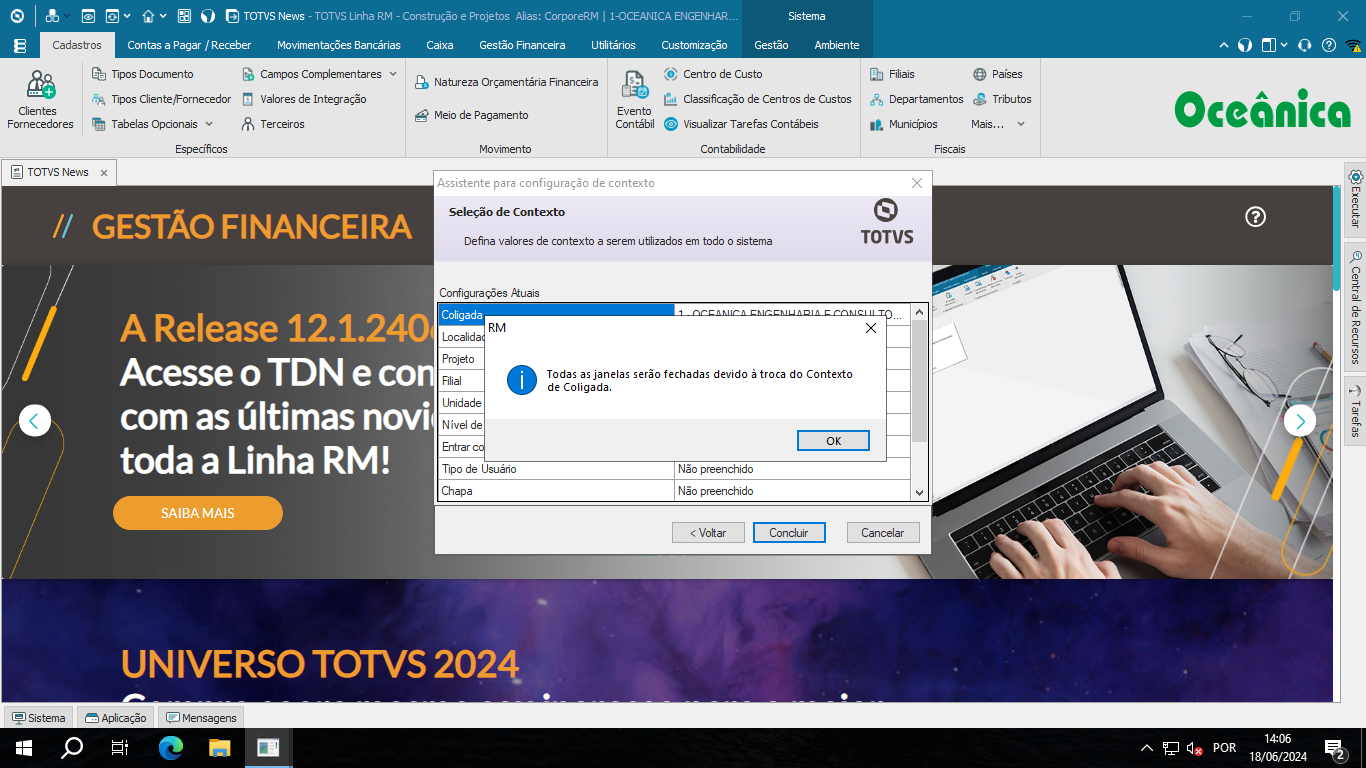 TOTVS News - TOTVS Linha RM - Construção e Projetos Alias: CorporeRM | 1-OCEANICA ENGENHAR...
Sistema
Cadastros
Contas a Pagar / Receber
Movimentações Bancárias
Caixa
Gestão Financeira
Utilitários
Customização
Gestão
Ambiente
Clientes
Fornecedores
Tipos Documento
Tipos Cliente/Fornecedor
Tabelas Opcionais
Campos Complementares
Valores de Integração
Terceiros
Específicos
Natureza Orçamentária Financeira
Meio de Pagamento
Movimento
Evento
Contábil
Centro de Custo
Classificação de Centros de Custos
Visualizar Tarefas Contábeis
Contabilidade
Filiais
Departamentos
Municípios
Países
Tributos
Mais...
Fiscais
Oceânica
TOTVS News
Executar
Central de Recursos
Tarefas
// GESTÃO FINANCEIRA
A Release 12.1.240
Acesse o TDN e con
com as últimas novi
toda a Linha RM!
SAIBA MAIS
Assistente para configuração de contexto
Seleção de Contexto
Defina valores de contexto a serem utilizados em todo o sistema
TOTVS
Configurações Atuais
Coligada
1 - OCEANICA ENGENHARIA E CONSULTO...
Localidad
Projeto
Filial
Unidade
Nível de
Entrar co
Tipo de Usuário
Não preenchido
Chapa
Não preenchido
RM
Todas as janelas serão fechadas devido à troca do Contexto
de Coligada.
OK
< Voltar
Concluir
Cancelar
UNIVERSO TOTVS 2024
Sistema
Aplicação
Mensagens
POR
14:06
18/06/2024
2